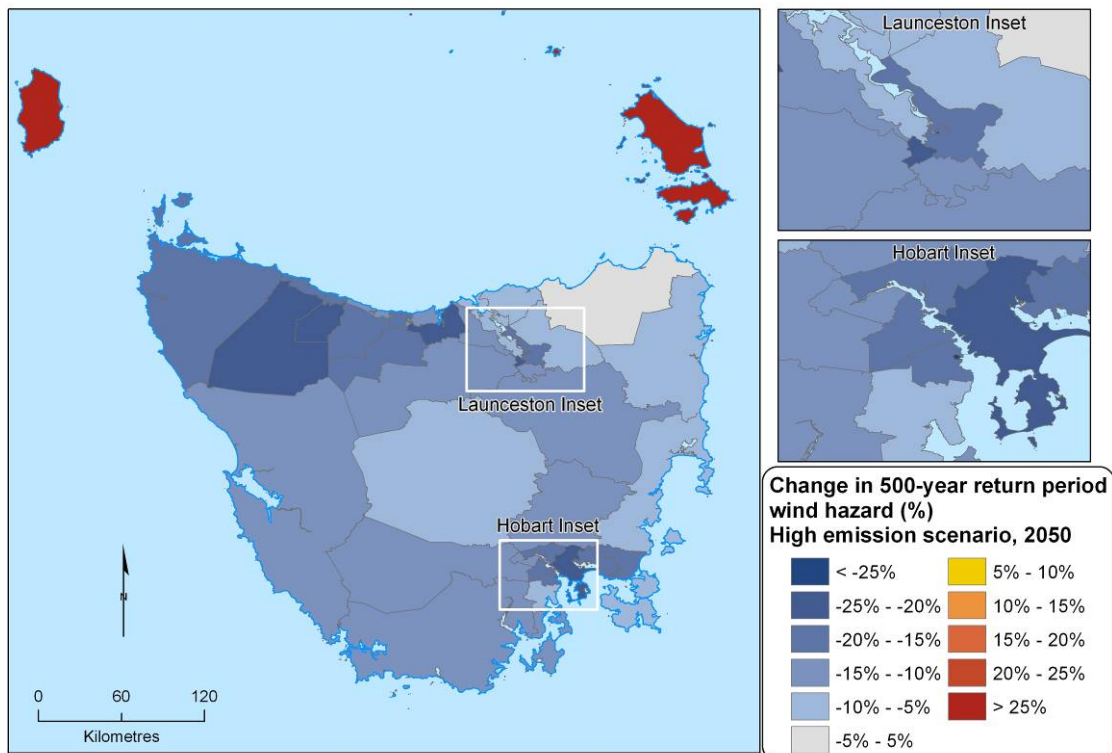 Launceston Inset
Hobart Inset
Launceston Inset
Hobart Inset
N
0 60 120
Kilometres
Change in 500-year return period
wind hazard (%)
High emission scenario, 2050
< -25%
-25% - -20%
-20% - -15%
-15% - -10%
-10% - -5%
-5% - 5%
5% - 10%
10% - 15%
15% - 20%
20% - 25%
> 25%